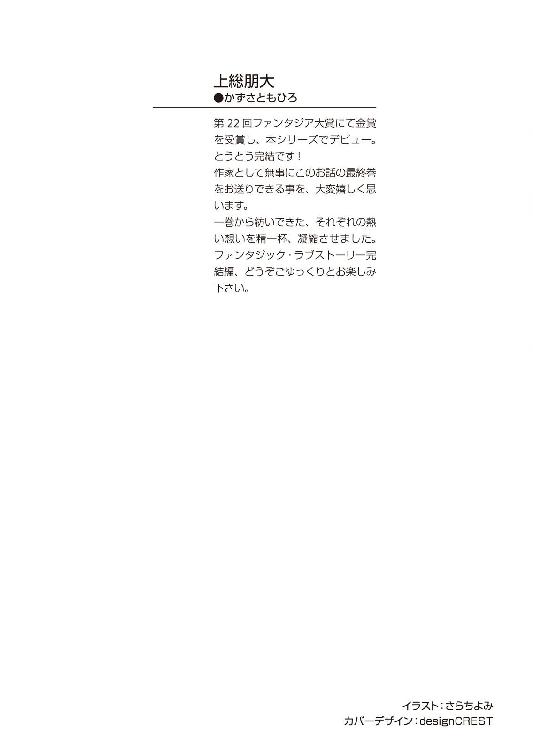 上総朋大
●かずさともひろ
第22回ファンタジア大賞にて金賞
を受賞し、本シリーズでデビュー。
とうとう完結です!
作家として無事にこのお話の最終巻
をお送りできる事を、大変嬉しく思
います。
一巻から紡いできた、それぞれの熱
い想いを精一杯、凝縮させました。
ファンタジック・ラブストーリー完
結編、どうぞごゆっくりとお楽しみ
下さい。
イラスト:さらちよみ
カバーデザイン:designCREST